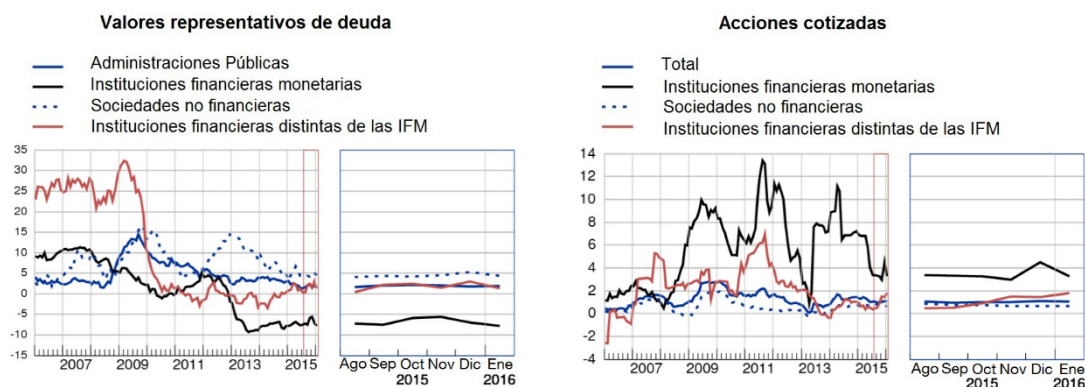 Valores representativos de deuda
Administraciones Públicas
Instituciones financieras monetarias
Sociedades no financieras
Instituciones financieras distintas de las IFM
35
30
25
20
15
10
5
0
-5
-10
-15
2007 2009 2011 2013 2015
Ago Sep Oct Nov Dic Ene
2015 2016
Acciones cotizadas
Total
Instituciones financieras monetarias
Sociedades no financieras
Instituciones financieras distintas de las IFM
14
12
10
8
6
4
2
0
-2
-4
2007 2009 2011 2013 2015
Ago Sep Oct Nov Dic Ene
2015 2016